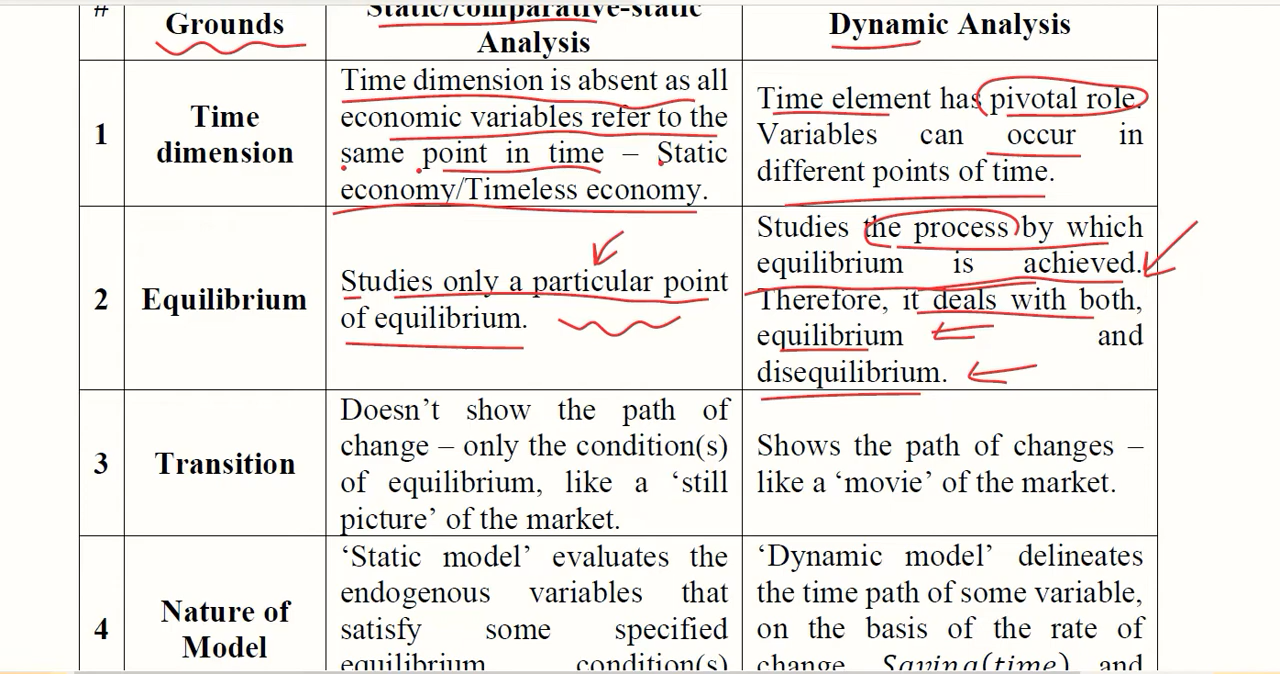 #
Grounds
Static/comparative-static
Analysis
Dynamic Analysis
1
Time
dimension
Time dimension is absent as all
economic variables refer to the
same point in time – Static
economy/Timeless economy.
Time element has pivotal role.
Variables can occur in
different points of time.
2
Equilibrium
Studies only a particular point
of equilibrium.
Studies the process by which
equilibrium is achieved.
Therefore, it deals with both,
equilibrium and
disequilibrium.
3
Transition
Doesn’t show the path of
change – only the condition(s)
of equilibrium, like a ‘still
picture’ of the market.
Shows the path of changes –
like a ‘movie’ of the market.
4
Nature of
Model
‘Static model’ evaluates the
endogenous variables that
satisfy some specified
equilibrium condition(s)
‘Dynamic model’ delineates
the time path of some variable,
on the basis of the rate of
change. Saving(time) and